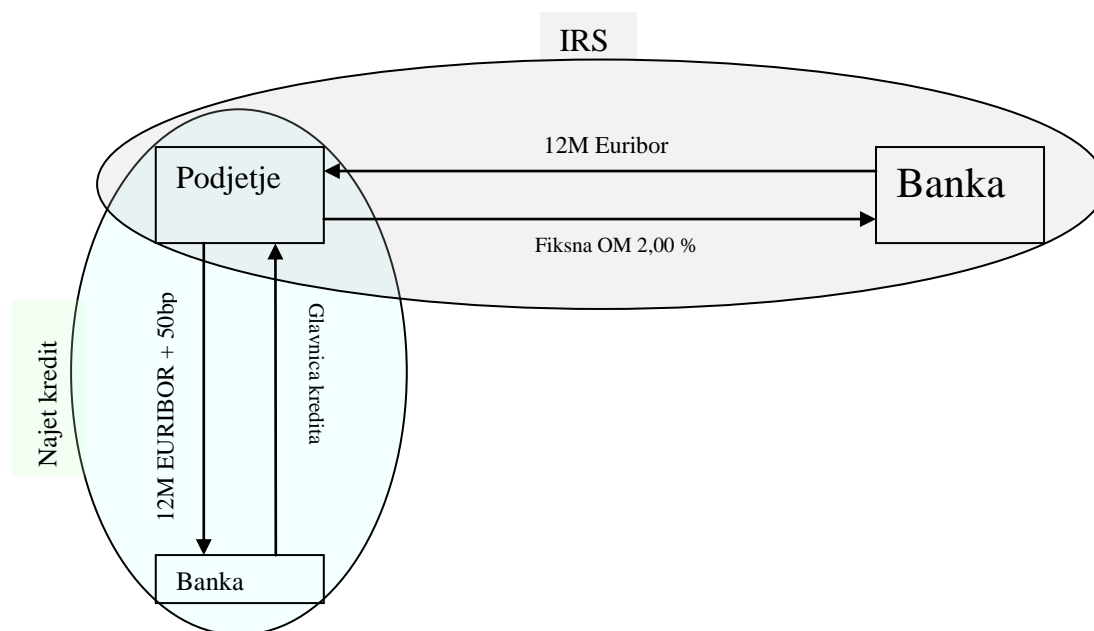 IRS
12M Euribor
Podjetje
Banka
Fiksna OM 2,00 %
Najet kredit
12M EURIBOR + 50bp
Glavnica kredita
Banka